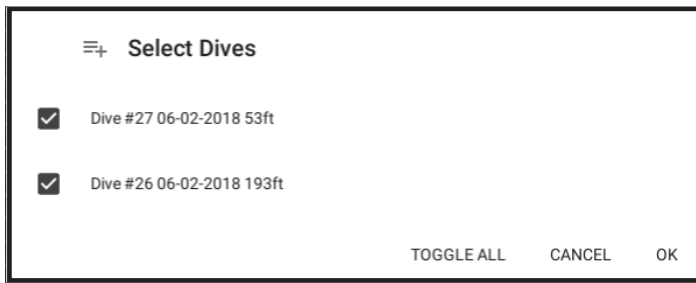 Select Dives
Dive #27 06-02-2018 53ft
Dive #26 06-02-2018 193ft
TOGGLE ALL CANCEL OK